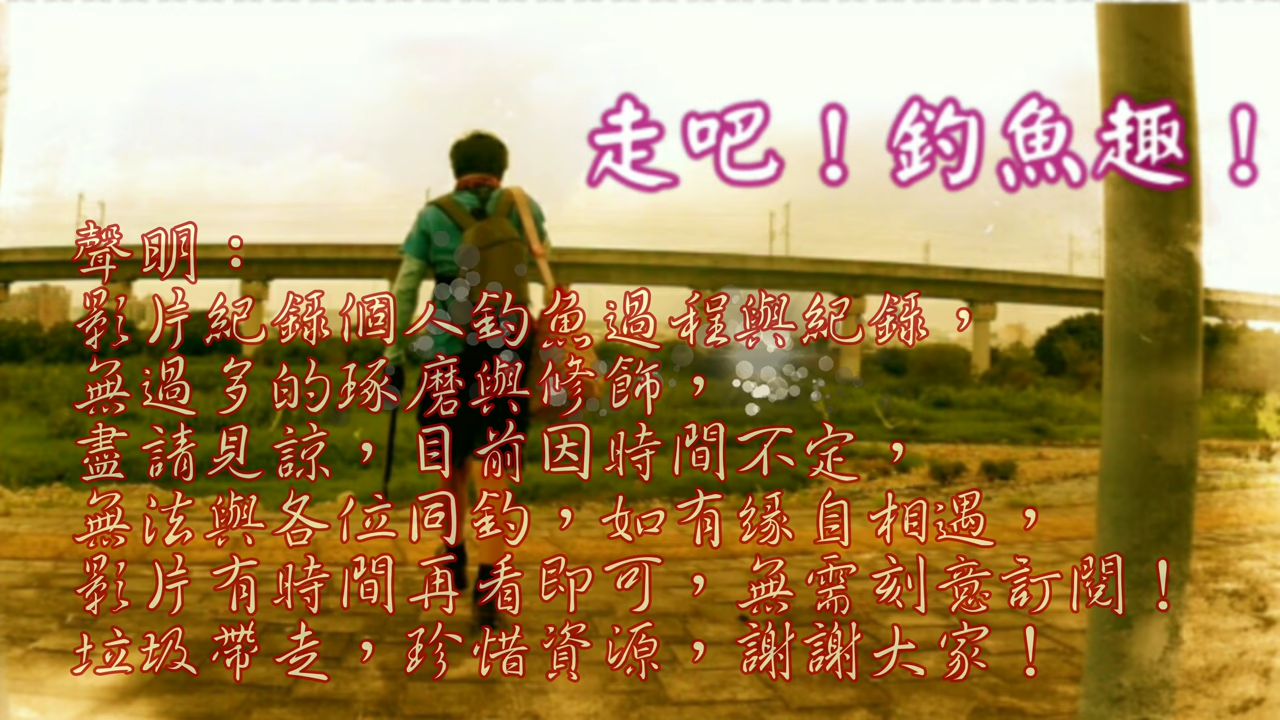 走吧！釣魚趣！
聲明：
影片紀錄個人釣魚過程與紀錄，
無過多的琢磨與修飾，
盡請見諒，目前因時間不定，
無法與各位同釣，如有緣自相遇，
影片有時間再看即可，無需刻意訂閱！
垃圾帶走，珍惜資源，謝謝大家！